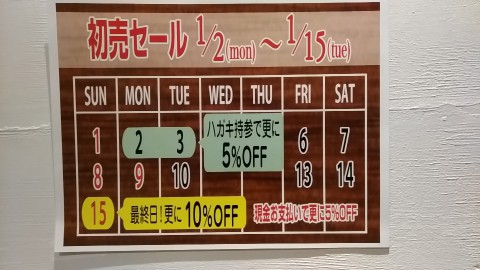 初売セール 1/2(mon)～1/15(tue)
SUN MON TUE WED THU FRI SAT
1 2 3 ハガキ持参で更に 6 7
5%OFF
8 9 10 13 14
15 最終日！更に10%OFF 現金お支払いで更に5%OFF